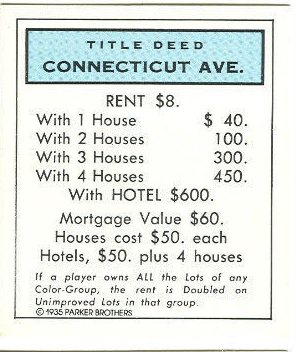 TITLE DEED
CONNECTICUT AVE.
RENT $8.
With 1 House $ 40.
With 2 Houses 100.
With 3 Houses 300.
With 4 Houses 450.
With HOTEL $600.
Mortgage Value $60.
Houses cost $50. each
Hotels, $50. plus 4 houses
If a player owns ALL the Lots of any
Color-Group, the rent is Doubled on
Unimproved Lots in that group.
© 1935 PARKER BROTHERS